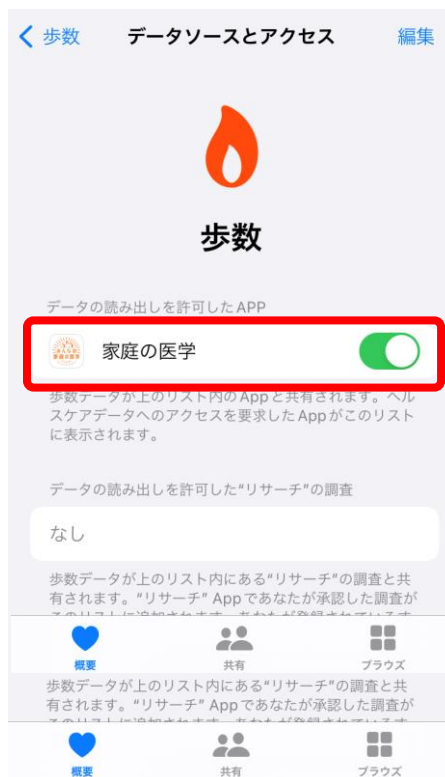 歩数 データソースとアクセス 編集
歩数
データの読み出しを許可したAPP
みんなの
家庭の医学
家庭の医学
歩数データが上のリスト内のAppと共有されます。ヘル
スケアデータへのアクセスを要求したAppがこのリスト
に表示されます。
データの読み出しを許可した"リサーチ"の調査
なし
歩数データが上のリスト内にある"リサーチ"の調査と共
有されます。"リサーチ" Appであなたが承認した調査が
概要 共有 ブラウズ
歩数データが上のリスト内にある"リサーチ"の調査と共
有されます。"リサーチ" Appであなたが承認した調査が
概要 共有 ブラウズ